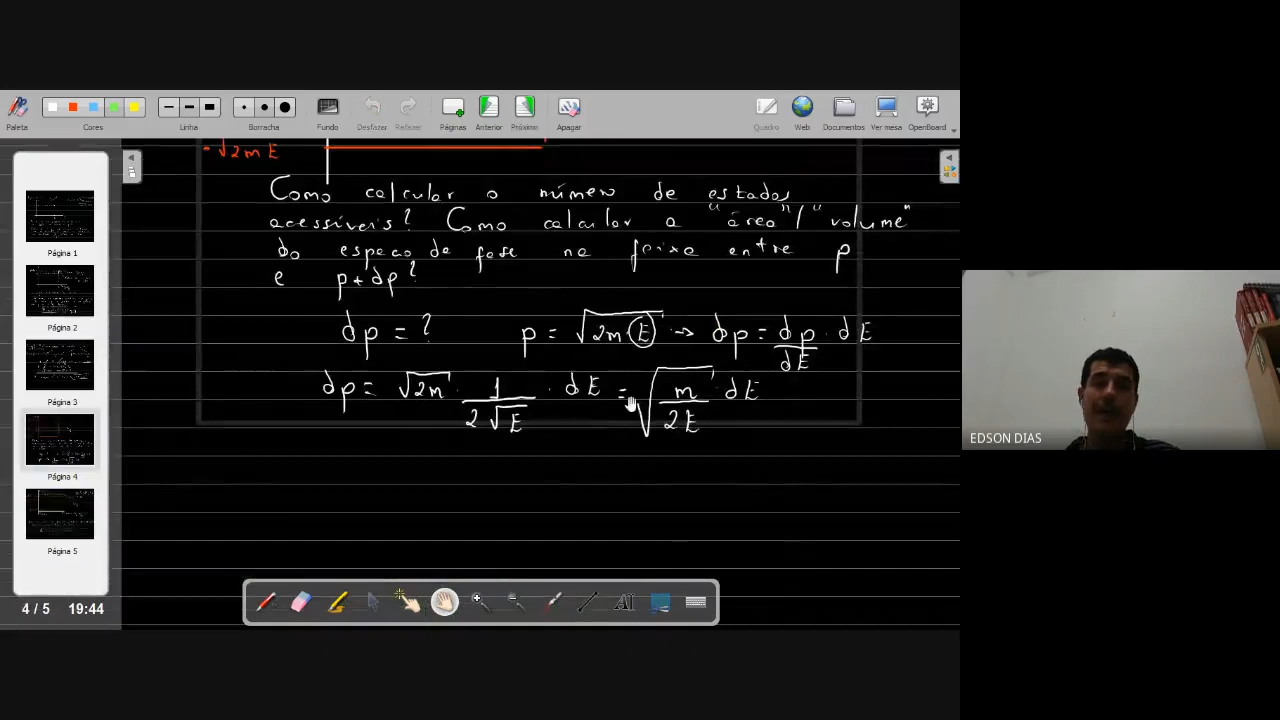 Paleta Cores Linha Borracha Fundo Desfazer Refazer Páginas Anterior Próximo Apagar Quadro Web Documentos Ver mesa OpenBoard
- √2mE
Como calcular o número de estados
acessíveis? Como calcular a "área"/"volume"
do espaço de fase na faixa entre p
e p+dp?
dp = ? p = √2m E → dp = dp/dE · dE
dp = √2m · 1/2√E · dE = √m/2E · dE
Página 1
Página 2
Página 3
Página 4
Página 5
4 / 5 19:44
EDSON DIAS